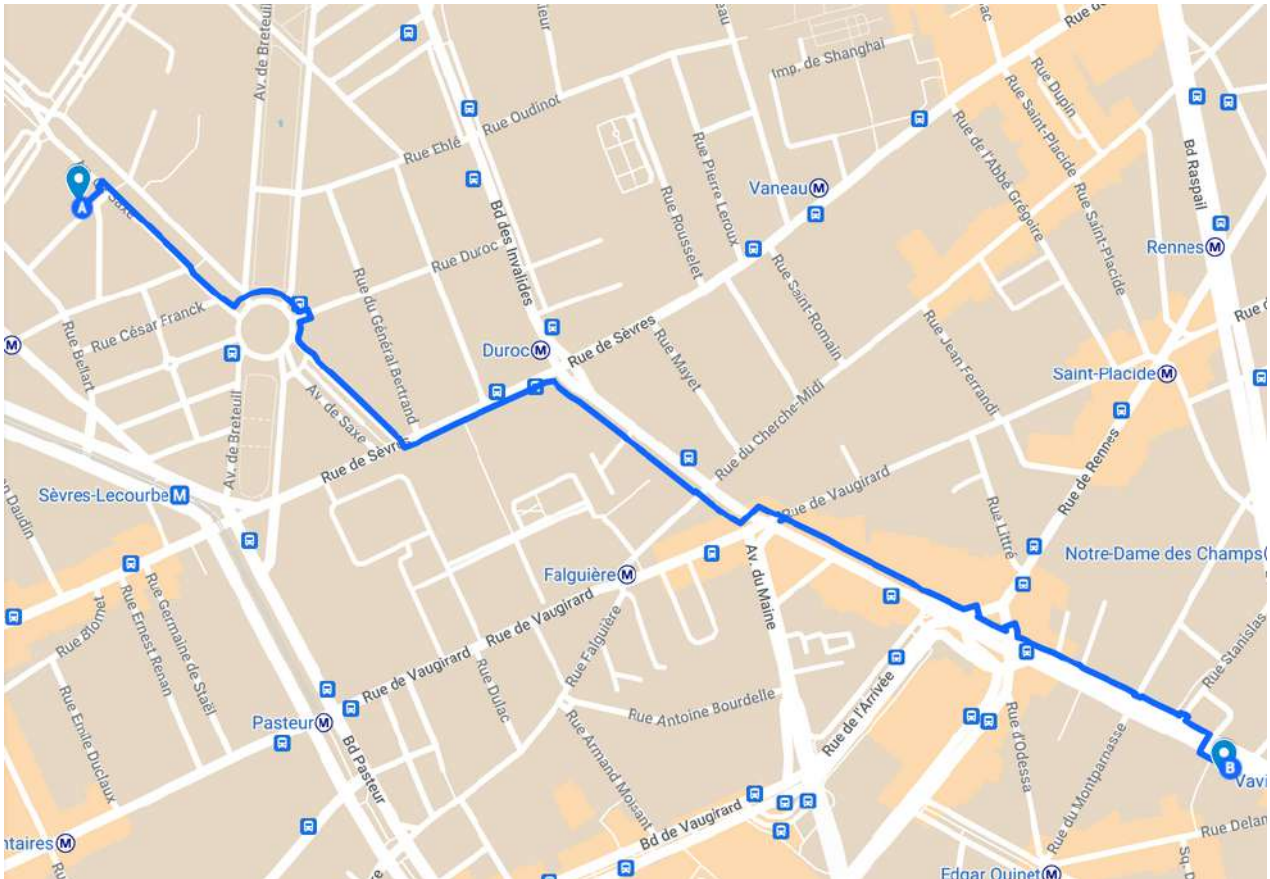 Av. de Breteuil
Imp. de Shanghai
Rue Dupin
Rue Saint-Placide
Rue Oudinot
Rue Eblé
Bd Raspail
Rue de l'Abbé Grégoire
Rue Pierre Leroux
Vaneau
A
Saxe
Bd des Invalides
Rue Rousselet
Rue Saint-Placide
Rennes
Rue Duroc
Rue du Général Bertrand
Rue Saint-Romain
Rue César Franck
Rue Bellart
Duroc
Rue de Sèvres
Rue Mayet
Rue Jean Ferrandi
Saint-Placide
Av. de Saxe
Rue du Cherche-Midi
Av. de Breteuil
Rue de Sèvres
Rue de Rennes
Sèvres-Lecourbe
Rue de Vaugirard
Rue Littré
Daudin
Notre-Dame des Champs
Falguière
Av. du Maine
Rue Blomet
Rue Ernest Renan
Rue Germaine de Staël
Rue de Vaugirard
Rue Falguière
Rue Stanislas
Rue Dulac
Rue Antoine Bourdelle
Rue de l'Arrivée
Pasteur
Bd Pasteur
Rue Emile Duclaux
Rue Armand Moisant
Rue d'Odessa
Rue du Montparnasse
B
Vavi
Bd de Vaugirard
Rue Delam
ntaires
Edgar Quinet
Sq. D